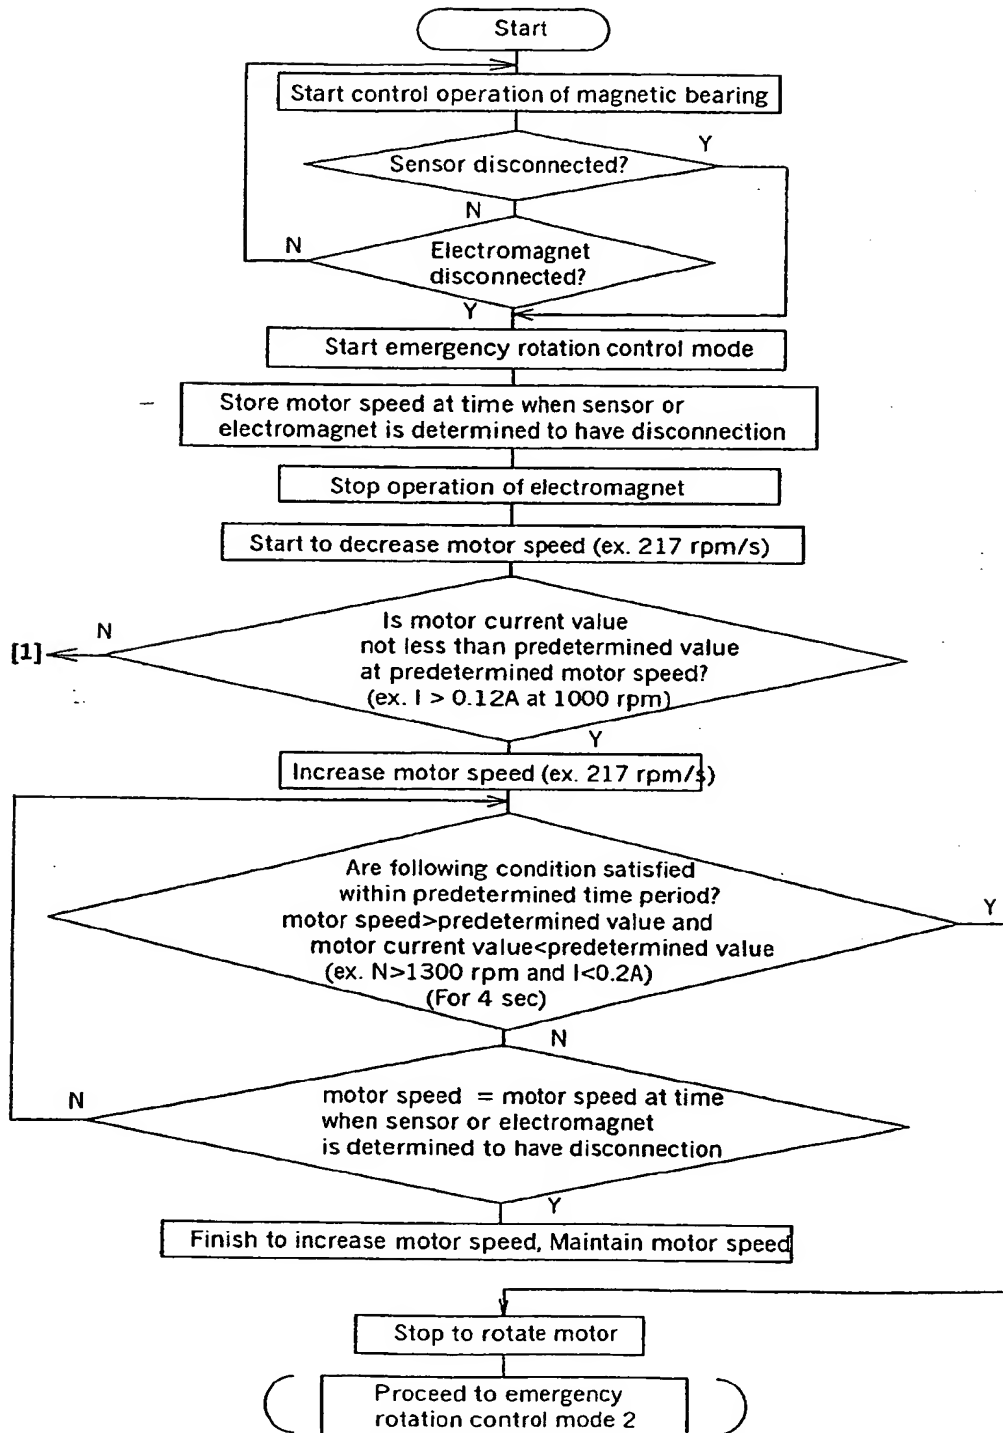 Start
Start control operation of magnetic bearing
Y
Sensor disconnected?
N
N
Electromagnet
disconnected?
Y
Start emergency rotation control mode
Store motor speed at time when sensor or
electromagnet is determined to have disconnection
Stop operation of electromagnet
Start to decrease motor speed (ex. 217 rpm/s)
N
Is motor current value
not less than predetermined value
at predetermined motor speed?
(ex. I > 0.12A at 1000 rpm)
[1]
Y
Increase motor speed (ex. 217 rpm/s)
Are following condition satisfied
within predetermined time period?
Y
motor speed>predetermined value and
motor current value<predetermined value
(ex. N>1300 rpm and I<0.2A)
(For 4 sec)
N
N
motor speed = motor speed at time
when sensor or electromagnet
is determined to have disconnection
Y
Finish to increase motor speed, Maintain motor speed
Stop to rotate motor
Proceed to emergency
rotation control mode 2